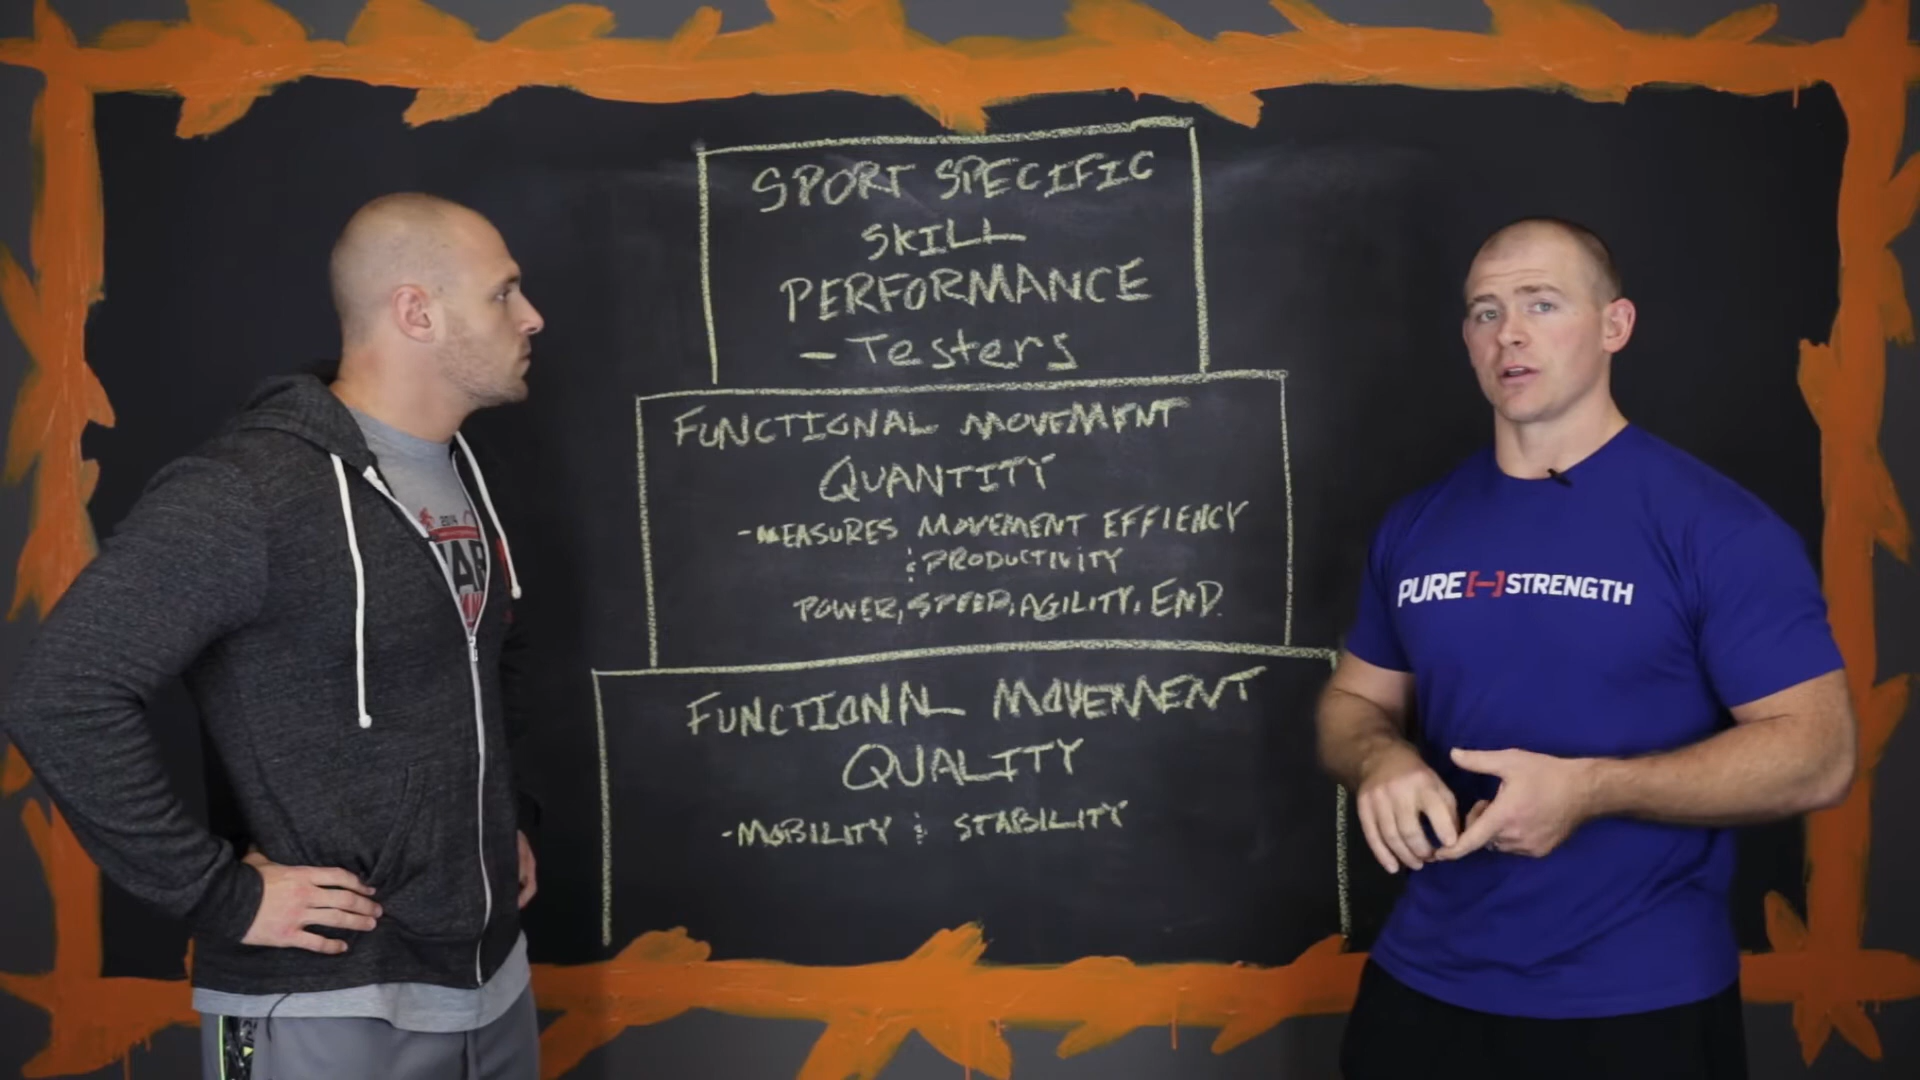 SPORT SPECIFIC
SKILL
PERFORMANCE
- Testers
FUNCTIONAL MOVEMENT
QUANTITY
- MEASURES MOVEMENT EFFIENCY
& PRODUCTIVITY
POWER, SPEED, AGILITY, END.
FUNCTIONAL MOVEMENT
QUALITY
- MOBILITY & STABILITY
2014
PURE [-] STRENGTH